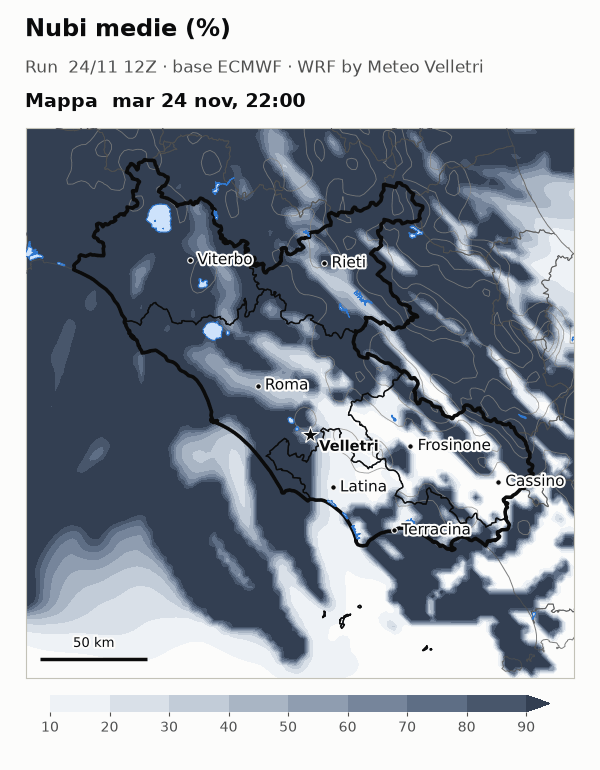 Nubi medie (%)
Run  24/11 12Z · base ECMWF · WRF by Meteo Velletri
Mappa  mar 24 nov, 22:00
Viterbo
Rieti
Roma
Velletri
Frosinone
Cassino
Latina
Terracina
50 km
10 20 30 40 50 60 70 80 90